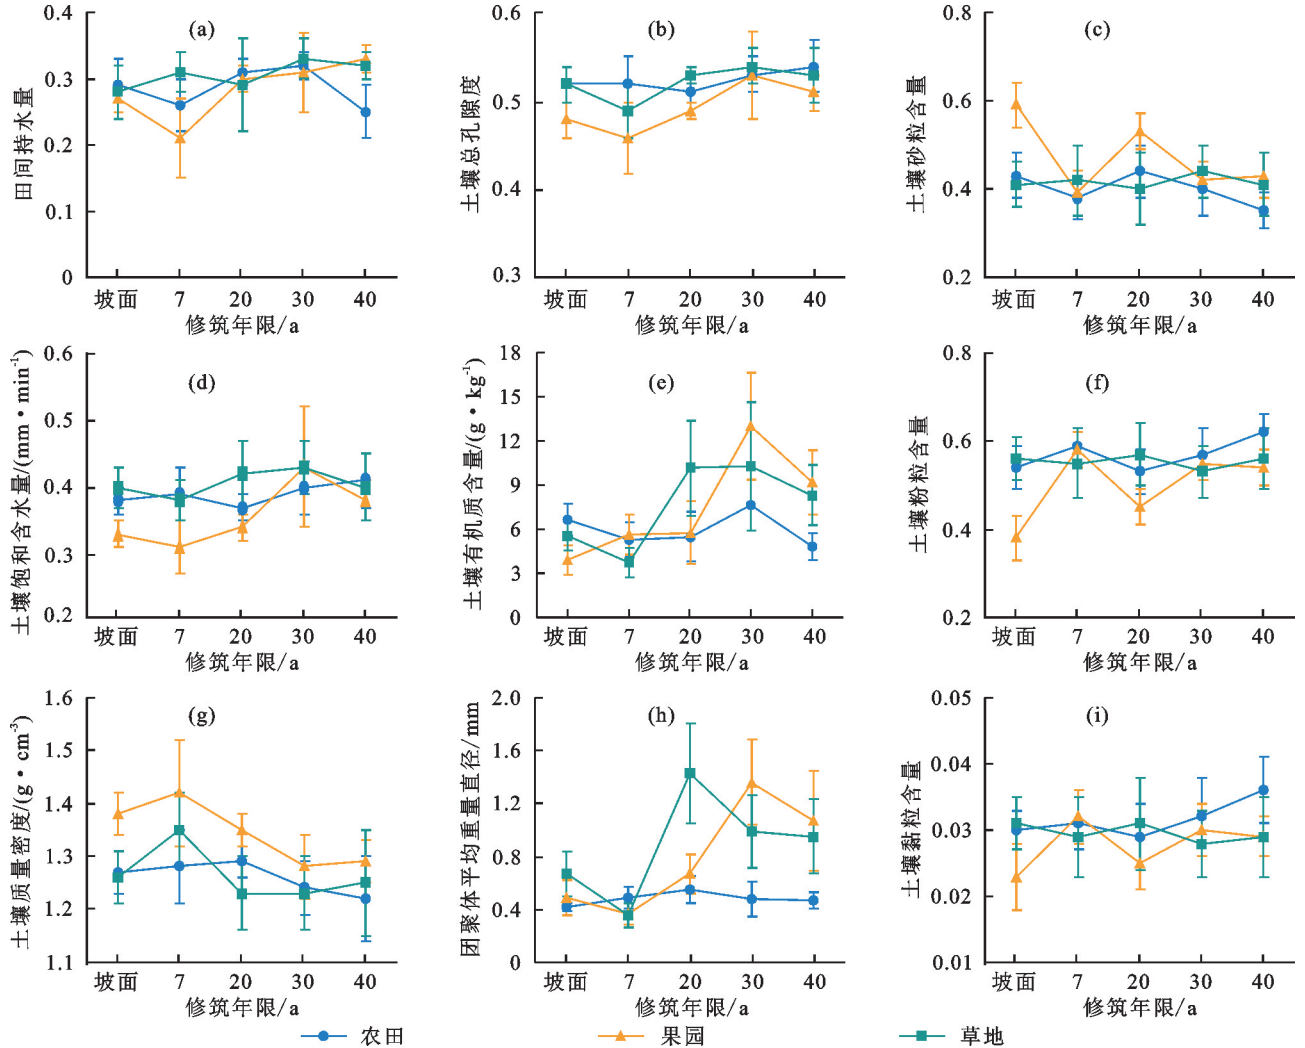 (a)
田间持水量
0.4
0.3
0.2
0.1
0
坡面 7 20 30 40
修筑年限/a
(b)
土壤总孔隙度
0.6
0.5
0.4
0.3
坡面 7 20 30 40
修筑年限/a
(c)
土壤砂粒含量
0.8
0.6
0.4
0.2
坡面 7 20 30 40
修筑年限/a
(d)
土壤饱和含水量/(mm·min⁻¹)
0.6
0.5
0.4
0.3
0.2
坡面 7 20 30 40
修筑年限/a
(e)
土壤有机质含量/(g·kg⁻¹)
18
15
12
9
6
3
0
坡面 7 20 30 40
修筑年限/a
(f)
土壤粉粒含量
0.8
0.6
0.4
0.2
坡面 7 20 30 40
修筑年限/a
(g)
土壤质量密度/(g·cm⁻³)
1.6
1.5
1.4
1.3
1.2
1.1
坡面 7 20 30 40
修筑年限/a
(h)
团聚体平均重量直径/mm
2.0
1.6
1.2
0.8
0.4
0
坡面 7 20 30 40
修筑年限/a
(i)
土壤黏粒含量
0.05
0.04
0.03
0.02
0.01
坡面 7 20 30 40
修筑年限/a
农田 果园 草地